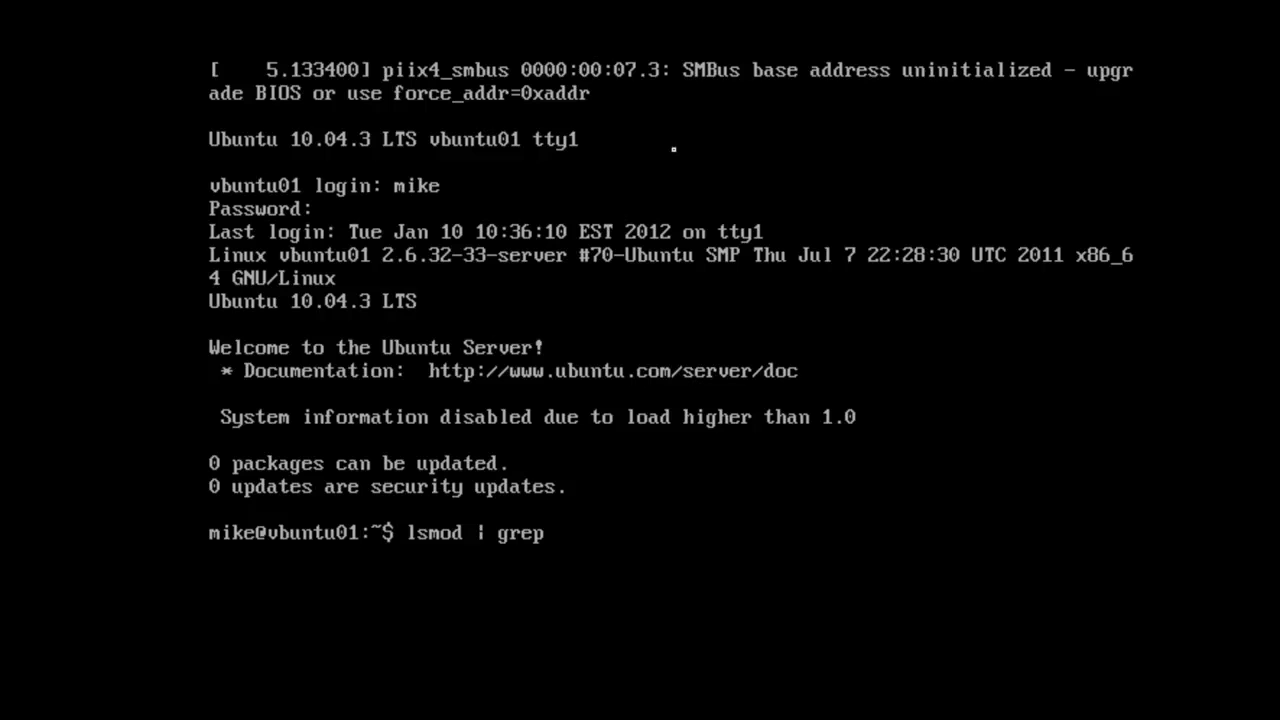 [    5.133400] piix4_smbus 0000:00:07.3: SMBus base address uninitialized - upgr
ade BIOS or use force_addr=0xaddr
Ubuntu 10.04.3 LTS vbuntu01 tty1
vbuntu01 login: mike
Password:
Last login: Tue Jan 10 10:36:10 EST 2012 on tty1
Linux vbuntu01 2.6.32-33-server #70-Ubuntu SMP Thu Jul 7 22:28:30 UTC 2011 x86_6
4 GNU/Linux
Ubuntu 10.04.3 LTS
Welcome to the Ubuntu Server!
 * Documentation:  http://www.ubuntu.com/server/doc
 System information disabled due to load higher than 1.0
0 packages can be updated.
0 updates are security updates.
mike@vbuntu01:~$ lsmod | grep